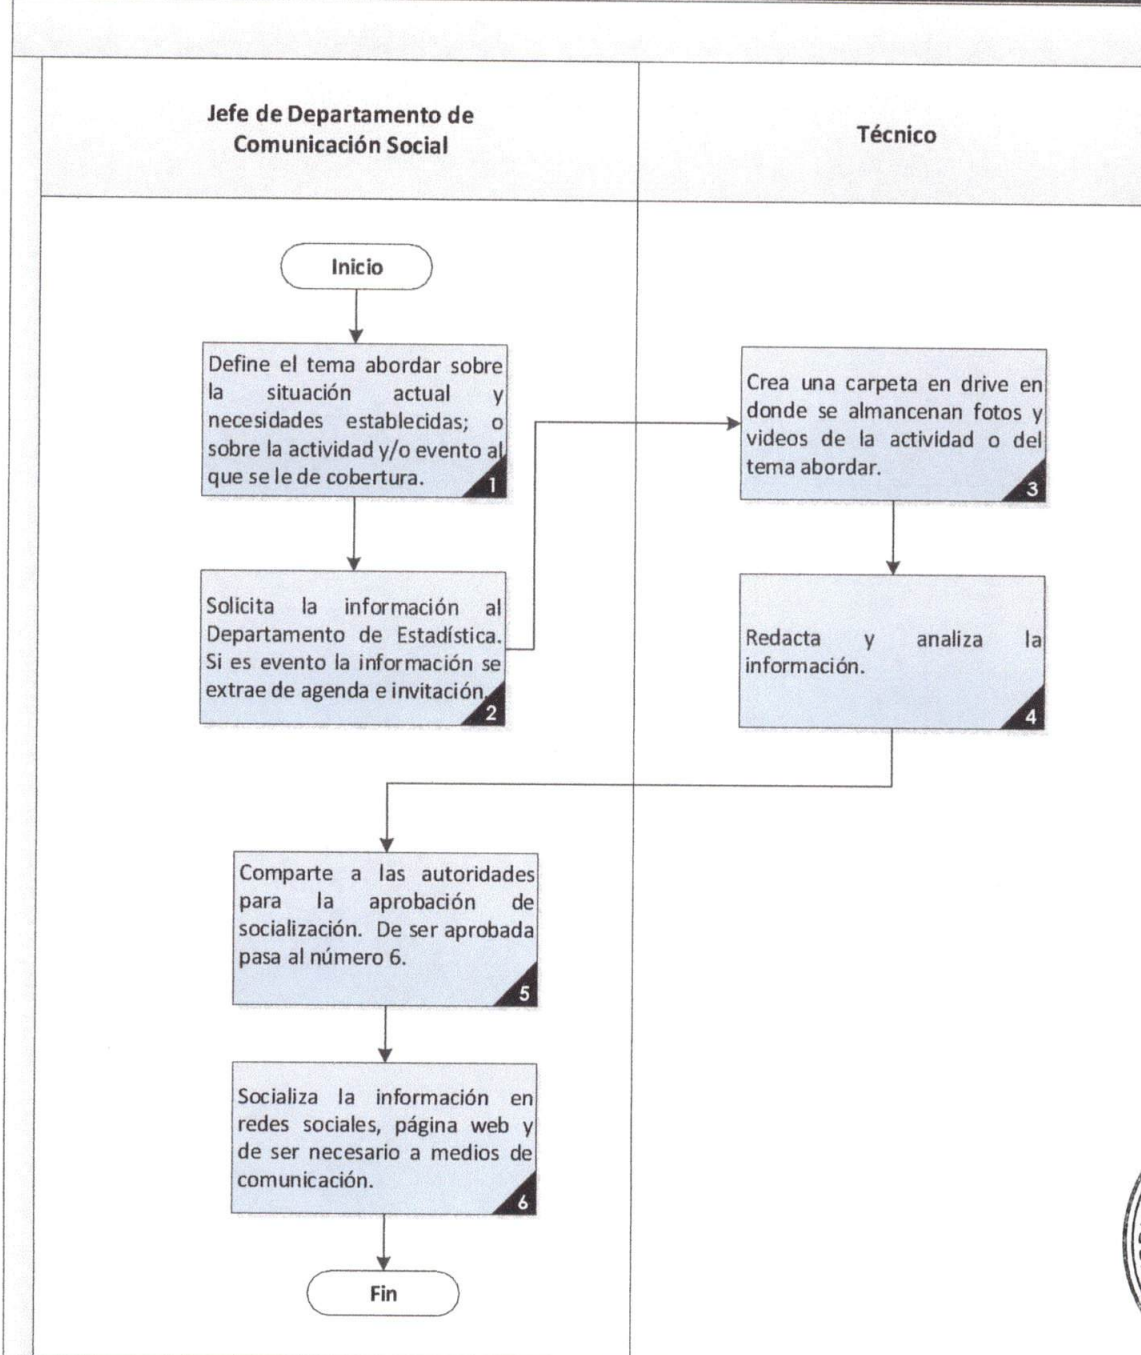 Jefe de Departamento de
Comunicación Social
Técnico
Inicio
Define el tema abordar sobre
la situación actual y
necesidades establecidas; o
sobre la actividad y/o evento al
que se le de cobertura.
1
Solicita la información al
Departamento de Estadística.
Si es evento la información se
extrae de agenda e invitación.
2
Crea una carpeta en drive en
donde se almancenan fotos y
videos de la actividad o del
tema abordar.
3
Redacta y analiza la
información.
4
Comparte a las autoridades
para la aprobación de
socialización. De ser aprobada
pasa al número 6.
5
Socializa la información en
redes sociales, página web y
de ser necesario a medios de
comunicación.
6
Fin